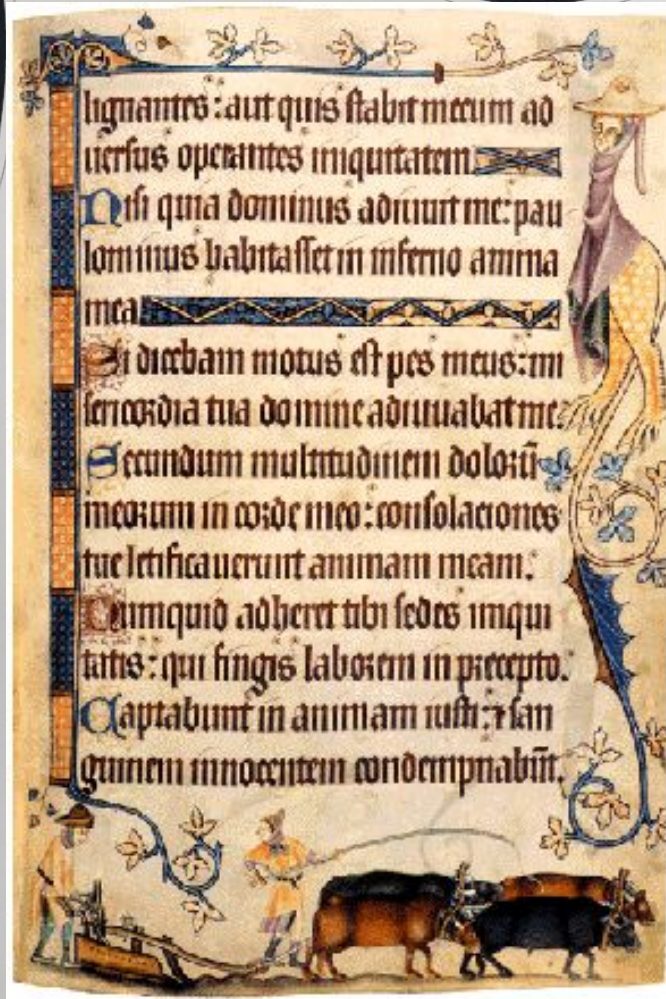 lignantes: aut quis stabit mecum ad
uersus operantes iniquitatem.
Nisi quia dominus adiuuit me: pau
lominus habitasset in inferno anima
mea.
Si dicebam motus est pes meus: mi
sericordia tua domine adiuuabat me.
Secundum multitudinem dolorū
meorum in corde meo: consolaciones
tue letificauerunt animam meam.
Numquid adheret tibi sedes iniqui
tatis: qui fingis laborem in precepto.
Captabunt in animam iusti: ⁊ san
guinem innocentem condempnabūt.